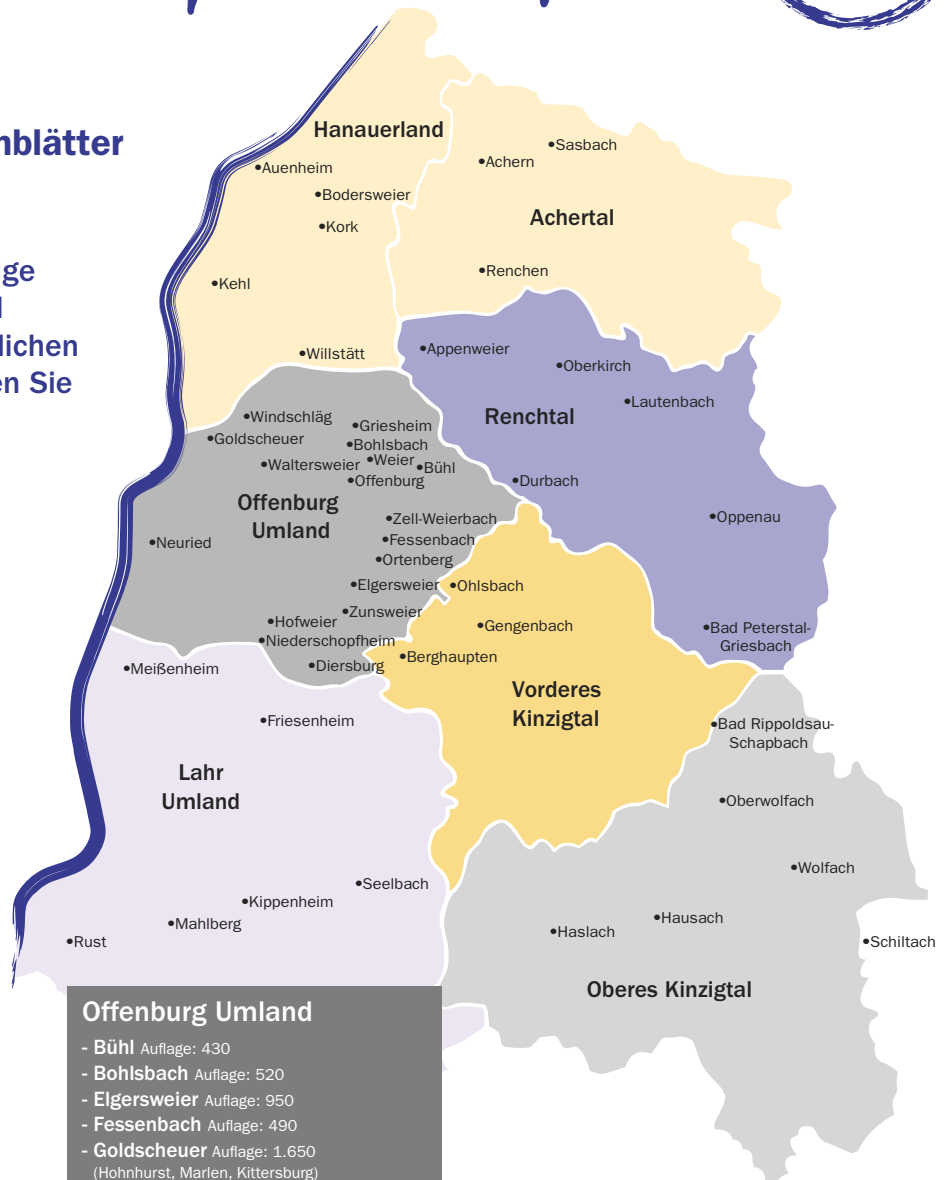 nblätter
ge
lichen
en Sie
Hanauerland
•Auenheim
•Bodersweier
•Kork
•Kehl
•Willstätt
•Sasbach
•Achern
Achertal
•Renchen
•Appenweier
•Oberkirch
•Lautenbach
Renchtal
•Durbach
•Oppenau
•Bad Peterstal-
Griesbach
•Windschläg
•Griesheim
•Goldscheuer
•Bohlsbach
•Weier
•Waltersweier
•Bühl
•Offenburg
Offenburg
Umland
•Zell-Weierbach
•Fessenbach
•Neuried
•Ortenberg
•Elgersweier
•Zunsweier
•Hofweier
•Niederschopfheim
•Diersburg
•Ohlsbach
•Gengenbach
•Berghaupten
Vorderes
Kinzigtal
•Meißenheim
•Friesenheim
Lahr
Umland
•Seelbach
•Kippenheim
•Mahlberg
•Rust
•Bad Rippoldsau-
Schapbach
•Oberwolfach
•Wolfach
•Hausach
•Haslach
•Schiltach
Oberes Kinzigtal
Offenburg Umland
- Bühl Auflage: 430
- Bohlsbach Auflage: 520
- Elgersweier Auflage: 950
- Fessenbach Auflage: 490
- Goldscheuer Auflage: 1.650
(Hohnhurst, Marlen, Kittersburg)